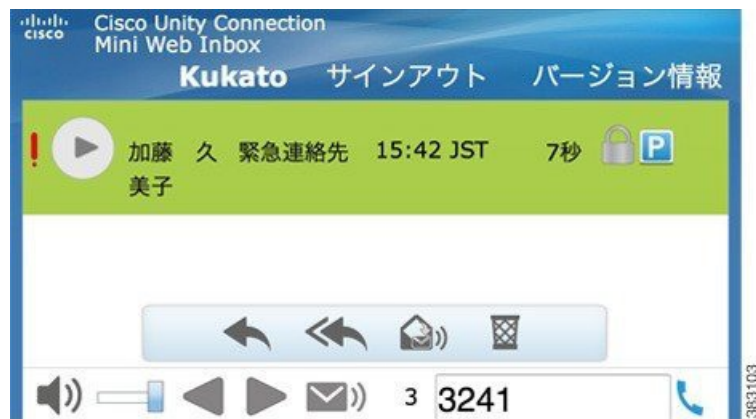 cisco
Cisco Unity Connection
Mini Web Inbox
Kukato サインアウト バージョン情報
! 加藤 久美子 緊急連絡先 15:42 JST 7秒 P
3 3241